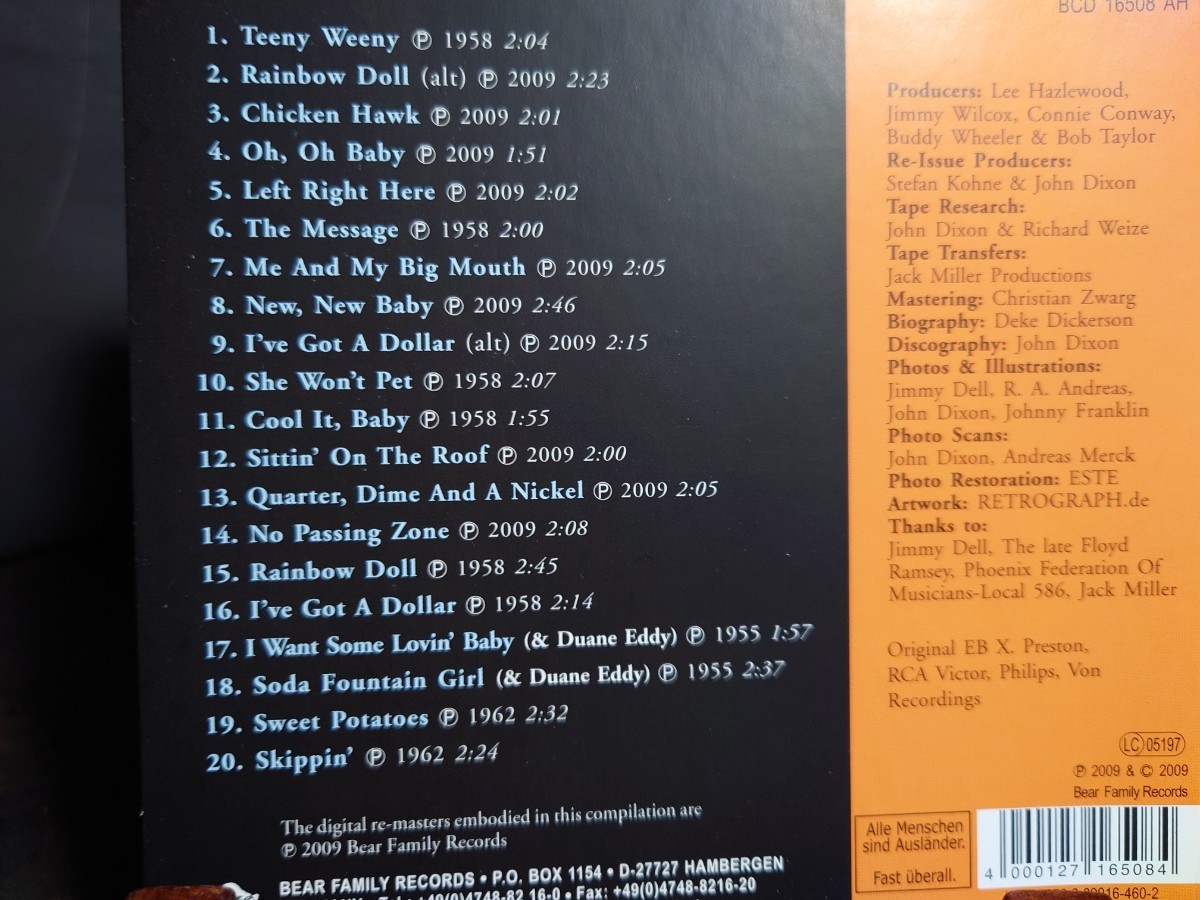 1. Teeny Weeny ℗ 1958 2:04
2. Rainbow Doll (alt) ℗ 2009 2:23
3. Chicken Hawk ℗ 2009 2:01
4. Oh, Oh Baby ℗ 2009 1:51
5. Left Right Here ℗ 2009 2:02
6. The Message ℗ 1958 2:00
7. Me And My Big Mouth ℗ 2009 2:05
8. New, New Baby ℗ 2009 2:46
9. I've Got A Dollar (alt) ℗ 2009 2:15
10. She Won't Pet ℗ 1958 2:07
11. Cool It, Baby ℗ 1958 1:55
12. Sittin' On The Roof ℗ 2009 2:00
13. Quarter, Dime And A Nickel ℗ 2009 2:05
14. No Passing Zone ℗ 2009 2:08
15. Rainbow Doll ℗ 1958 2:45
16. I've Got A Dollar ℗ 1958 2:14
17. I Want Some Lovin' Baby (& Duane Eddy) ℗ 1955 1:57
18. Soda Fountain Girl (& Duane Eddy) ℗ 1955 2:37
19. Sweet Potatoes ℗ 1962 2:32
20. Skippin' ℗ 1962 2:24
The digital re-masters embodied in this compilation are
℗ 2009 Bear Family Records
BEAR FAMILY RECORDS • P.O. BOX 1154 • D-27727 HAMBERGEN
+49(0)4748-82 16-0 • Fax: +49(0)4748-8216-20
BCD 16508 AH
Producers: Lee Hazlewood,
Jimmy Wilcox, Connie Conway,
Buddy Wheeler & Bob Taylor
Re-Issue Producers:
Stefan Kohne & John Dixon
Tape Research:
John Dixon & Richard Weize
Tape Transfers:
Jack Miller Productions
Mastering: Christian Zwarg
Biography: Deke Dickerson
Discography: John Dixon
Photos & Illustrations:
Jimmy Dell, R. A. Andreas,
John Dixon, Johnny Franklin
Photo Scans:
John Dixon, Andreas Merck
Photo Restoration: ESTE
Artwork: RETROGRAPH.de
Thanks to:
Jimmy Dell, The late Floyd
Ramsey, Phoenix Federation Of
Musicians-Local 586, Jack Miller
Original EB X. Preston,
RCA Victor, Philips, Von
Recordings
LC 05197
℗ 2009 & © 2009
Bear Family Records
Alle Menschen
sind Ausländer.
Fast überall.
4 000127 165084